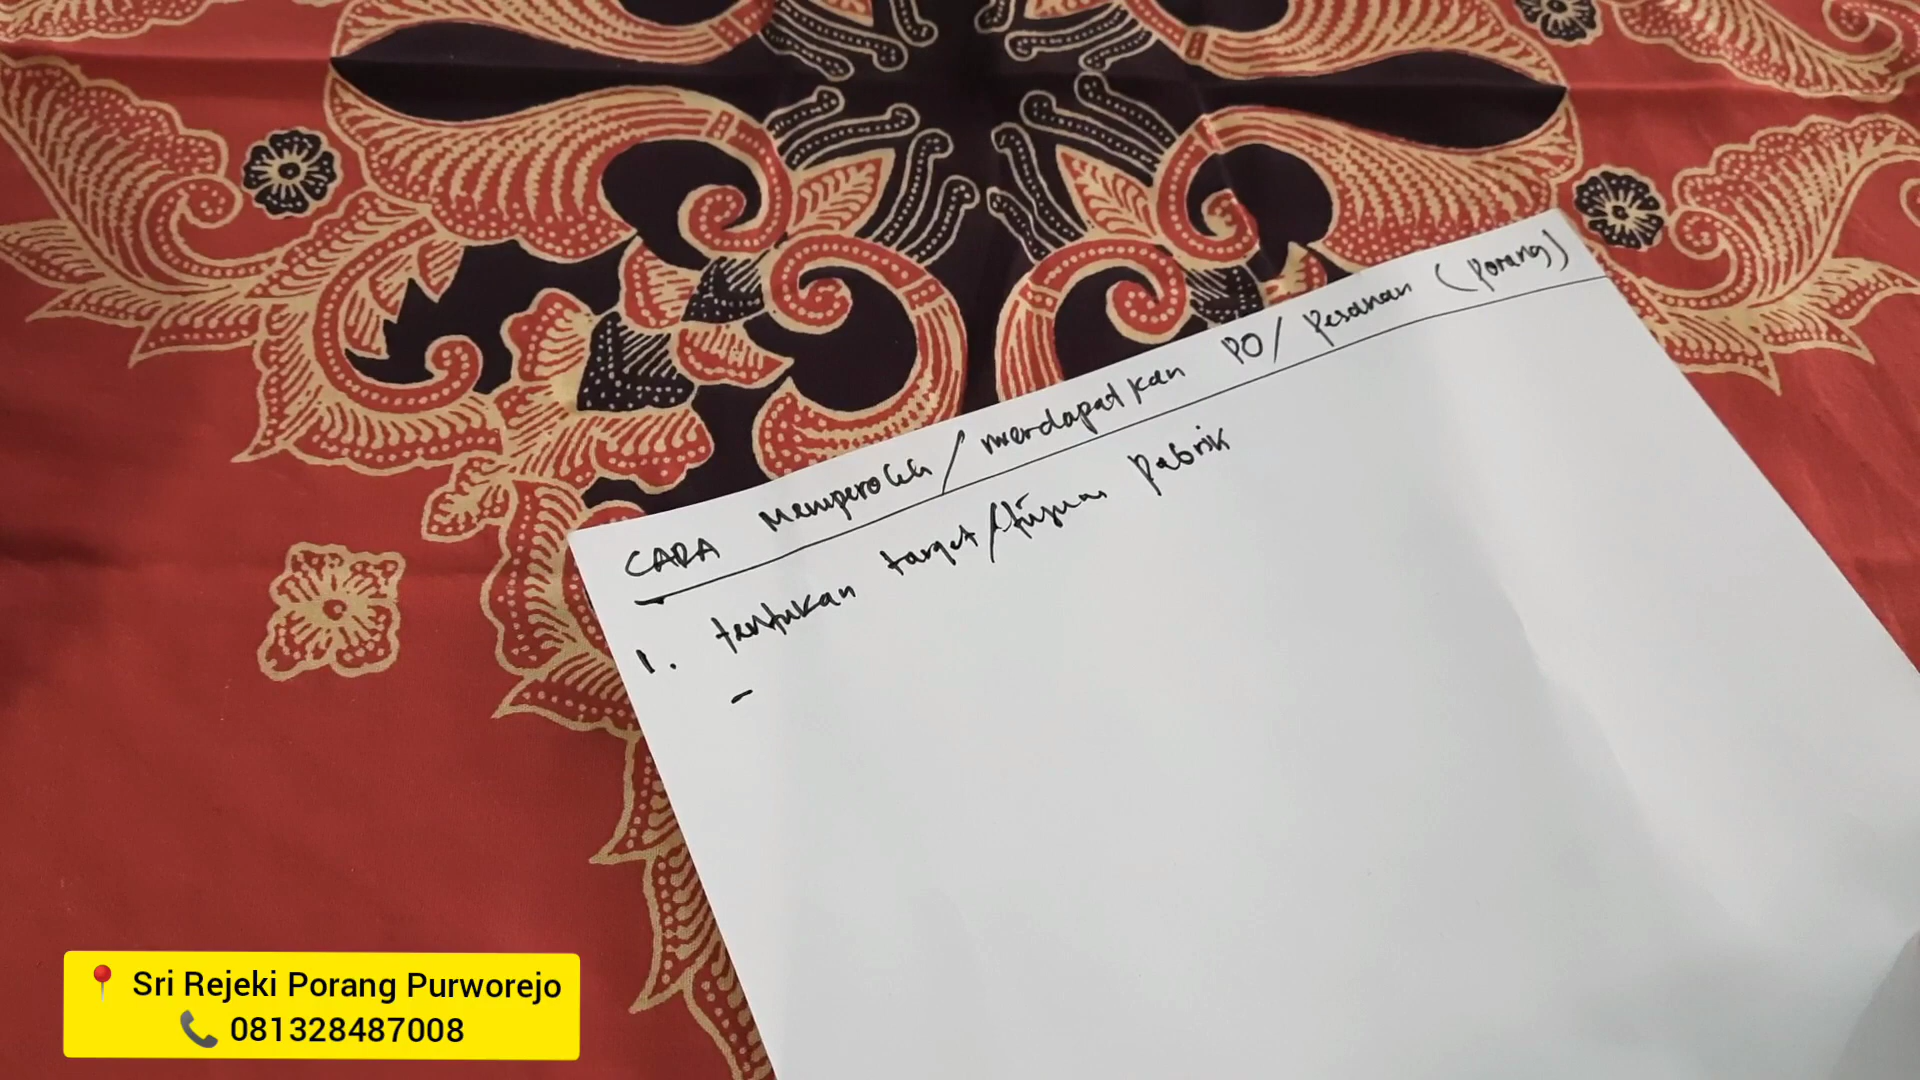 CARA Memperoleh / mendapatkan PO / Pesanan (Porang)
1. tentukan target / tujuan Pabrik
-
Sri Rejeki Porang Purworejo
081328487008